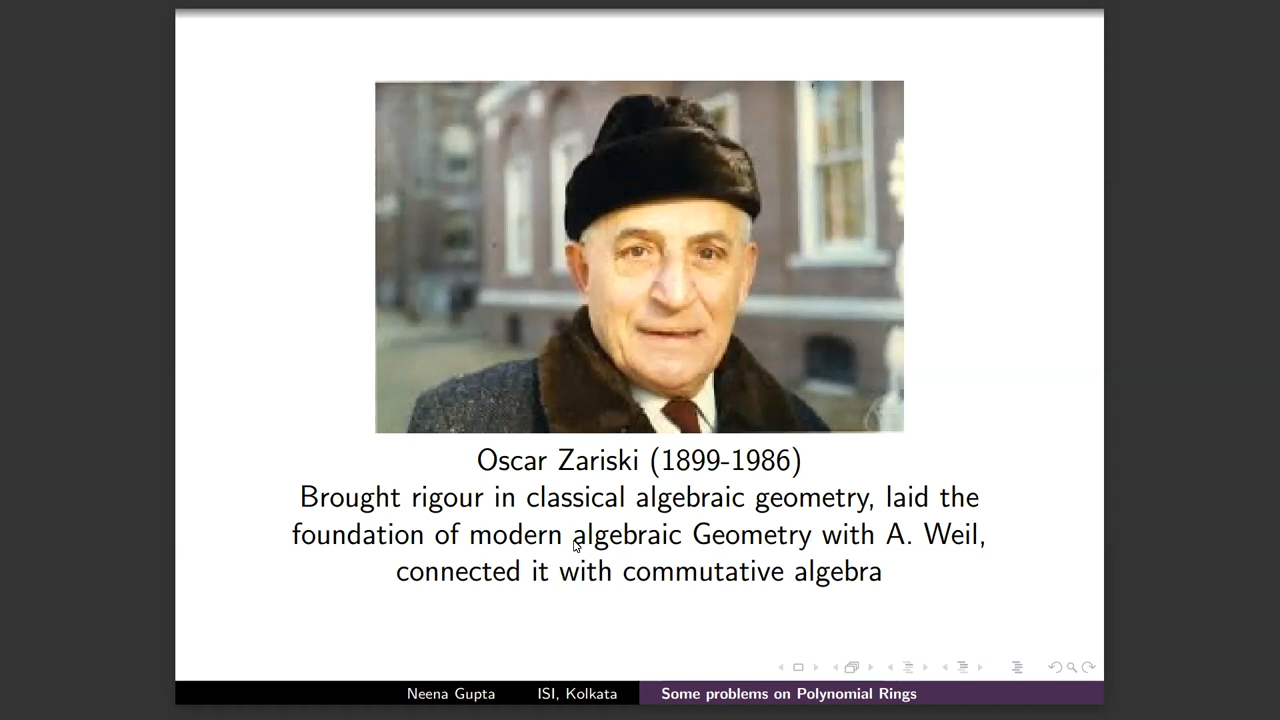 Oscar Zariski (1899-1986)
Brought rigour in classical algebraic geometry, laid the
foundation of modern algebraic Geometry with A. Weil,
connected it with commutative algebra
Neena Gupta ISI, Kolkata Some problems on Polynomial Rings